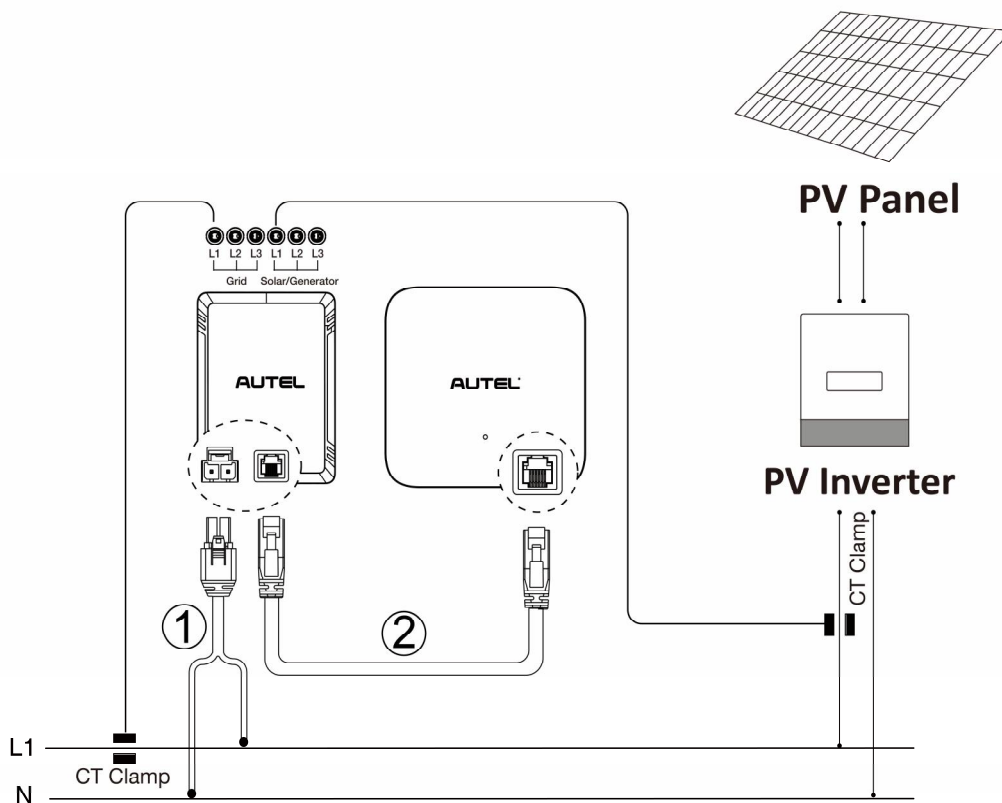 PV Panel
L1 L2 L3 L1 L2 L3
Grid Solar/Generator
AUTEL
AUTEL
PV Inverter
CT Clamp
1
2
L1
CT Clamp
N